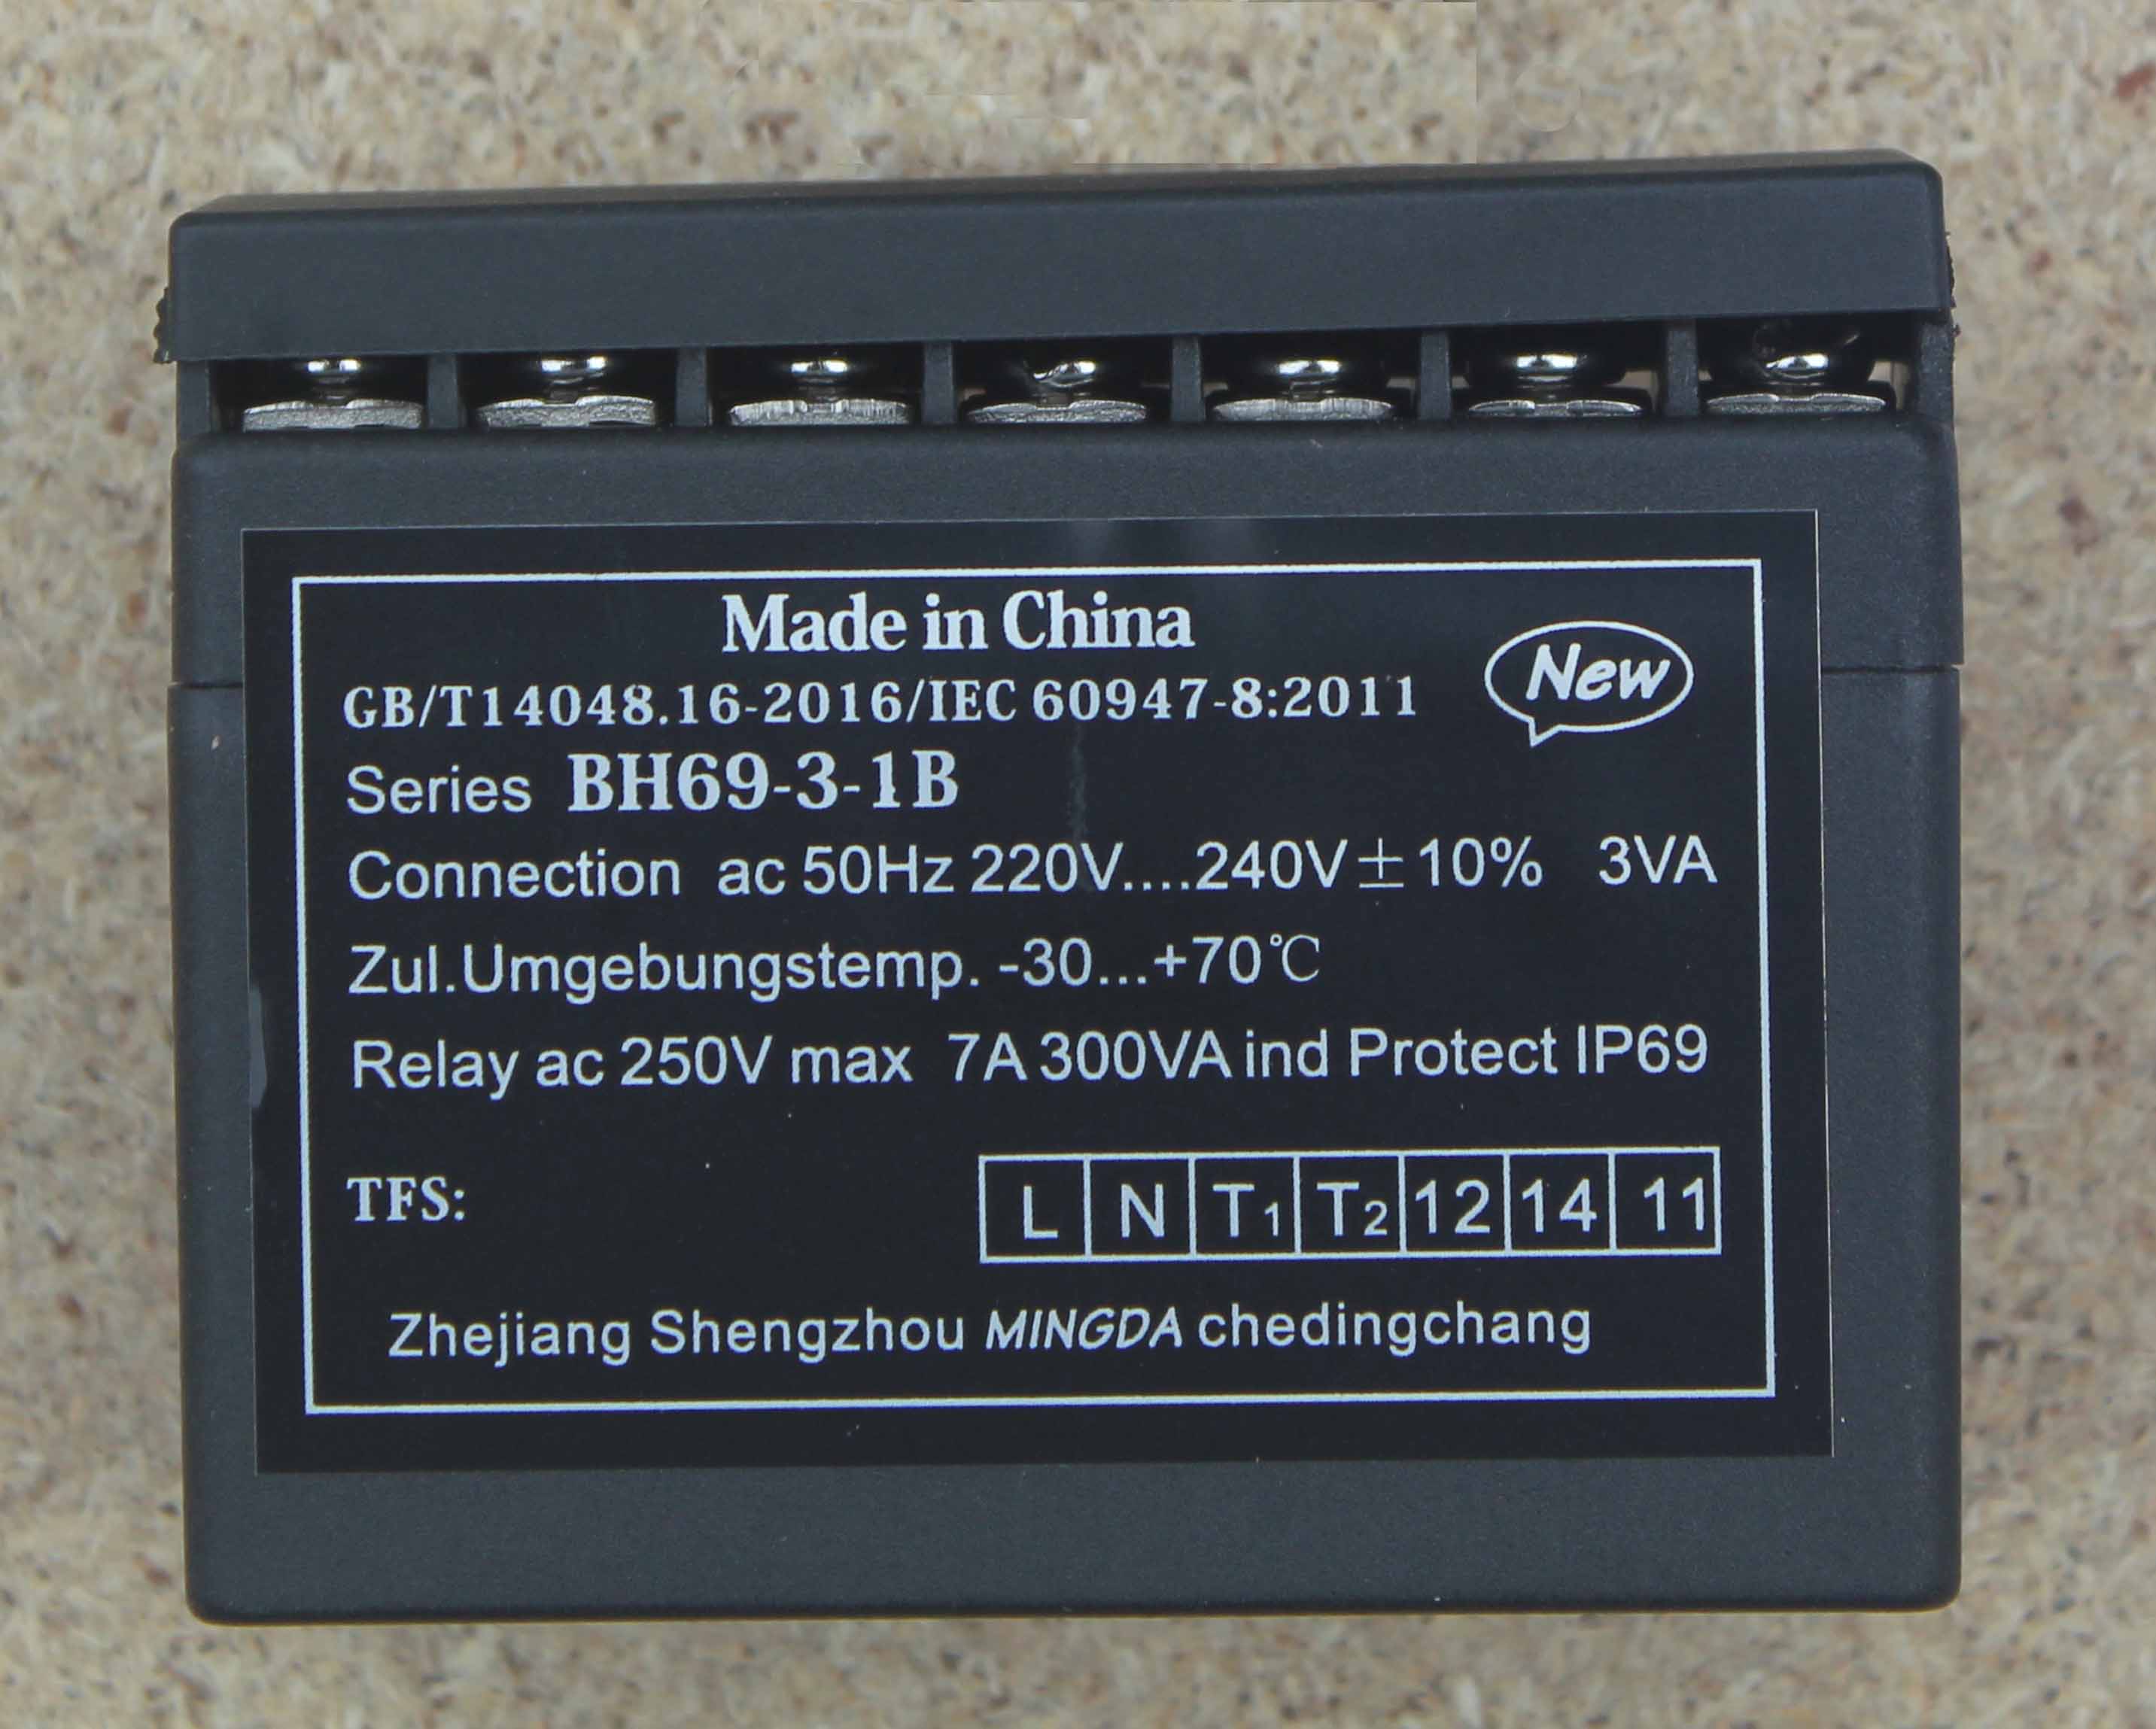 Made in China
New
GB/T14048.16-2016/IEC 60947-8:2011
Series BH69-3-1B
Connection ac 50Hz 220V....240V±10% 3VA
Zul.Umgebungstemp. -30...+70℃
Relay ac 250V max 7A 300VA ind Protect IP69
TFS: L N T1 T2 12 14 11
Zhejiang Shengzhou MINGDA chedingchang